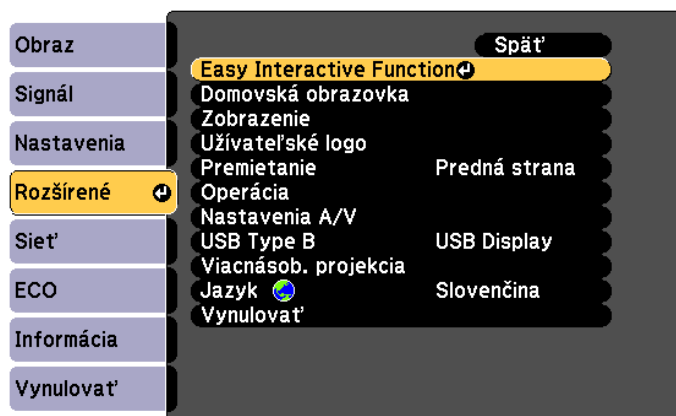 Obraz
Signál
Nastavenia
Rozšírené
Sieť
ECO
Informácia
Vynulovať
Späť
Easy Interactive Function
Domovská obrazovka
Zobrazenie
Užívateľské logo
Premietanie Predná strana
Operácia
Nastavenia A/V
USB Type B USB Display
Viacnásob. projekcia
Jazyk Slovenčina
Vynulovať